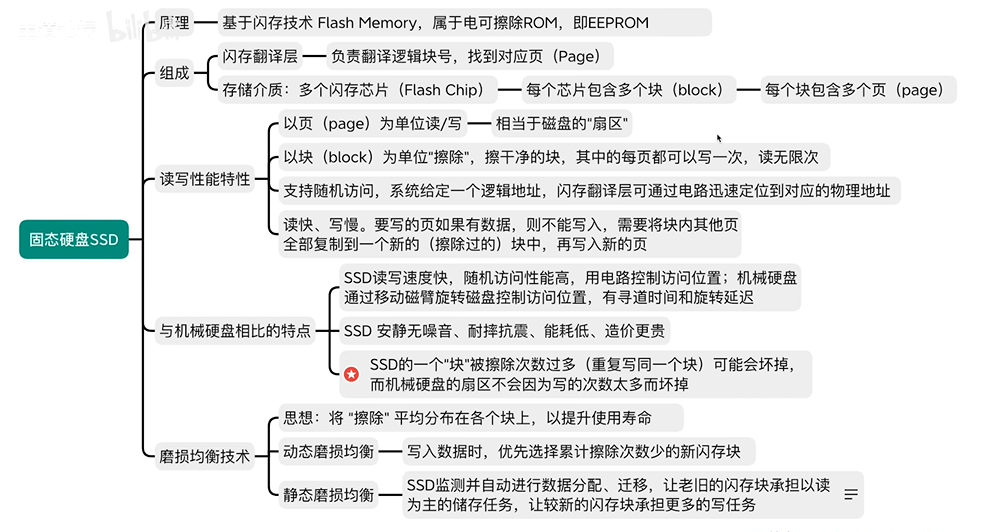 原理
基于闪存技术 Flash Memory，属于电可擦除ROM，即EEPROM
组成
闪存翻译层
负责翻译逻辑块号，找到对应页（Page）
存储介质：多个闪存芯片（Flash Chip）
每个芯片包含多个块（block）
每个块包含多个页（page）
读写性能特性
以页（page）为单位读/写
相当于磁盘的“扇区”
以块（block）为单位“擦除”，擦干净的块，其中的每页都可以写一次，读无限次
支持随机访问，系统给定一个逻辑地址，闪存翻译层可通过电路迅速定位到对应的物理地址
读快、写慢。要写的页如果有数据，则不能写入，需要将块内其他页
全部复制到一个新的（擦除过的）块中，再写入新的页
固态硬盘SSD
与机械硬盘相比的特点
SSD读写速度快，随机访问性能高，用电路控制访问位置；机械硬盘
通过移动磁臂旋转磁盘控制访问位置，有寻道时间和旋转延迟
SSD 安静无噪音、耐摔抗震、能耗低、造价更贵
SSD的一个“块”被擦除次数过多（重复写同一个块）可能会坏掉，
而机械硬盘的扇区不会因为写的次数太多而坏掉
磨损均衡技术
思想：将 “擦除” 平均分布在各个块上，以提升使用寿命
动态磨损均衡
写入数据时，优先选择累计擦除次数少的新闪存块
静态磨损均衡
SSD监测并自动进行数据分配、迁移，让老旧的闪存块承担以读
为主的储存任务，让较新的闪存块承担更多的写任务